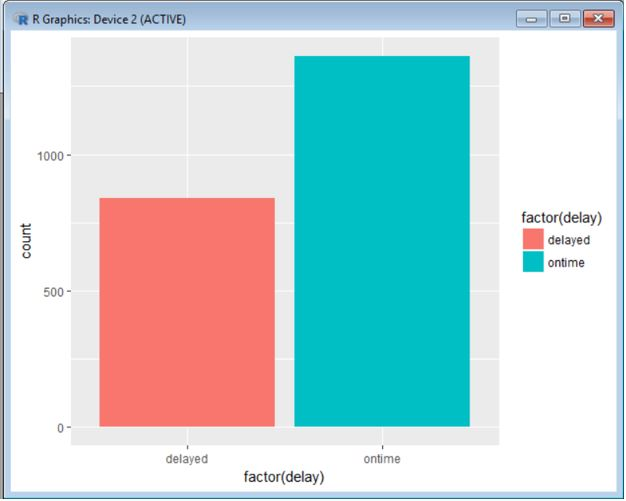 R Graphics: Device 2 (ACTIVE)
1000
500
0
count
delayed
ontime
factor(delay)
factor(delay)
delayed
ontime